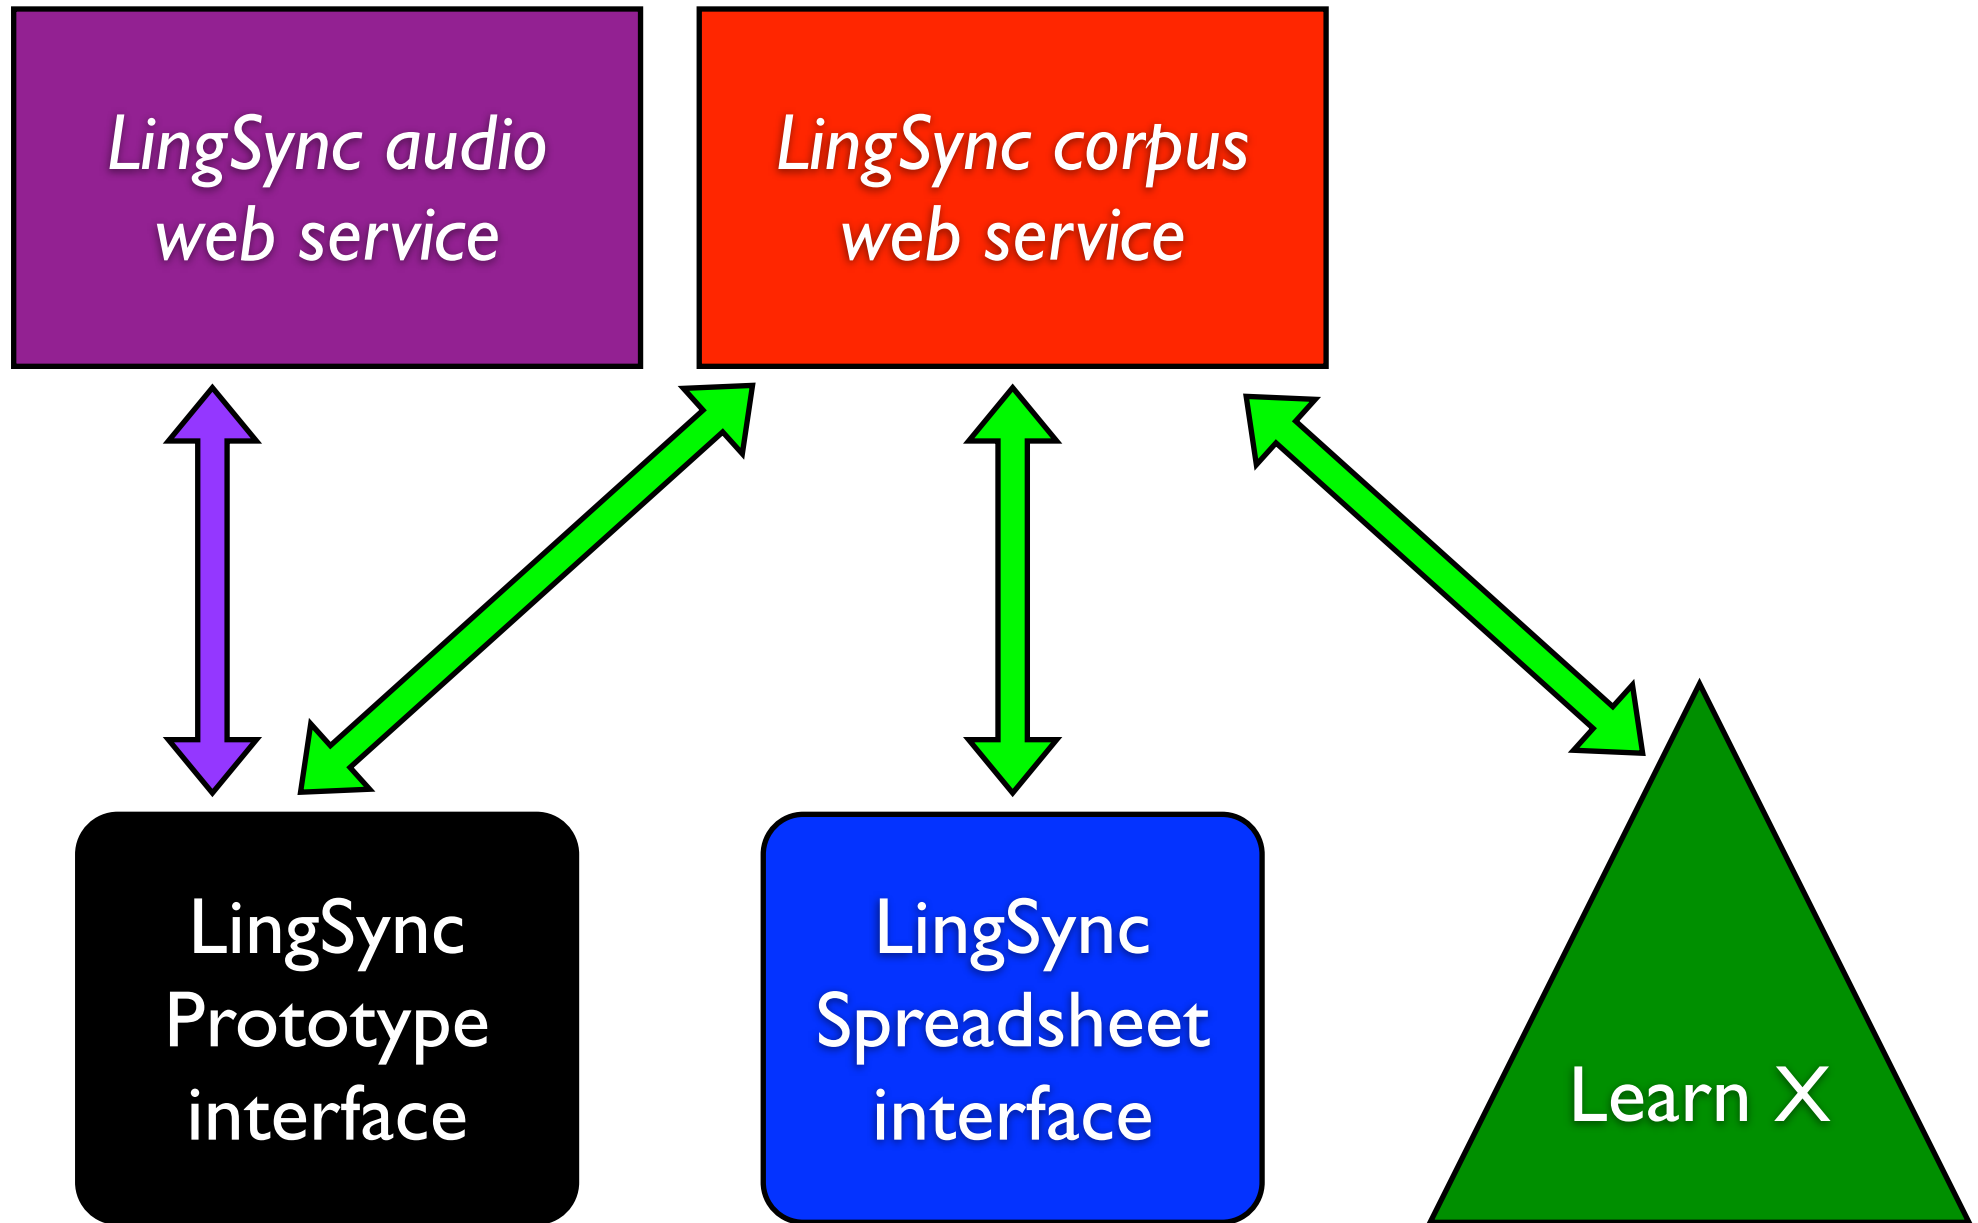 LingSync audio
web service
LingSync corpus
web service
LingSync
Prototype
interface
LingSync
Spreadsheet
interface
Learn X